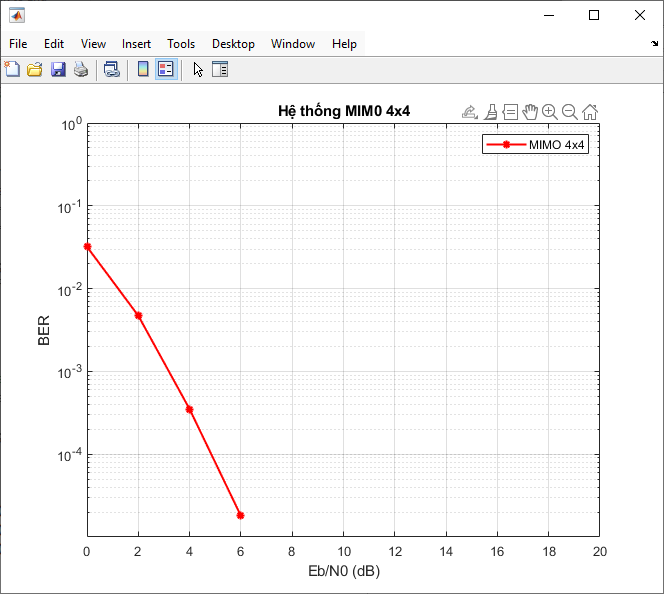 File Edit View Insert Tools Desktop Window Help
Hệ thống MIM0 4x4
MIMO 4x4
10^0
10^-1
10^-2
10^-3
10^-4
BER
0 2 4 6 8 10 12 14 16 18 20
Eb/N0 (dB)